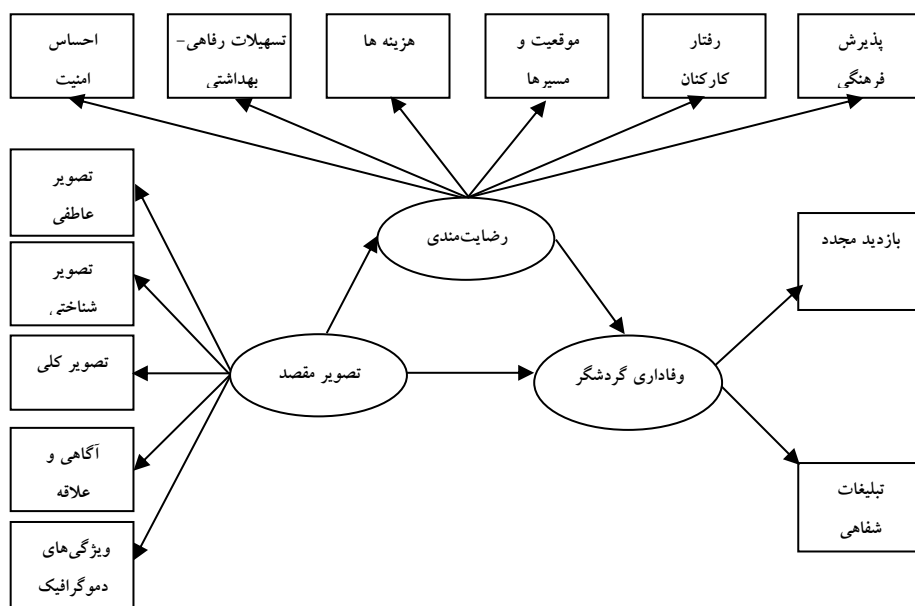 پذیرش
فرهنگی
رفتار
کارکنان
موقعیت و
مسیرها
هزینه ها
تسهیلات رفاهی-
بهداشتی
احساس
امنیت
رضایت‌مندی
تصویر
عاطفی
تصویر
شناختی
تصویر کلی
آگاهی و
علاقه
ویژگی‌های
دموگرافیک
تصویر مقصد
وفاداری گردشگر
بازدید مجدد
تبلیغات
شفاهی